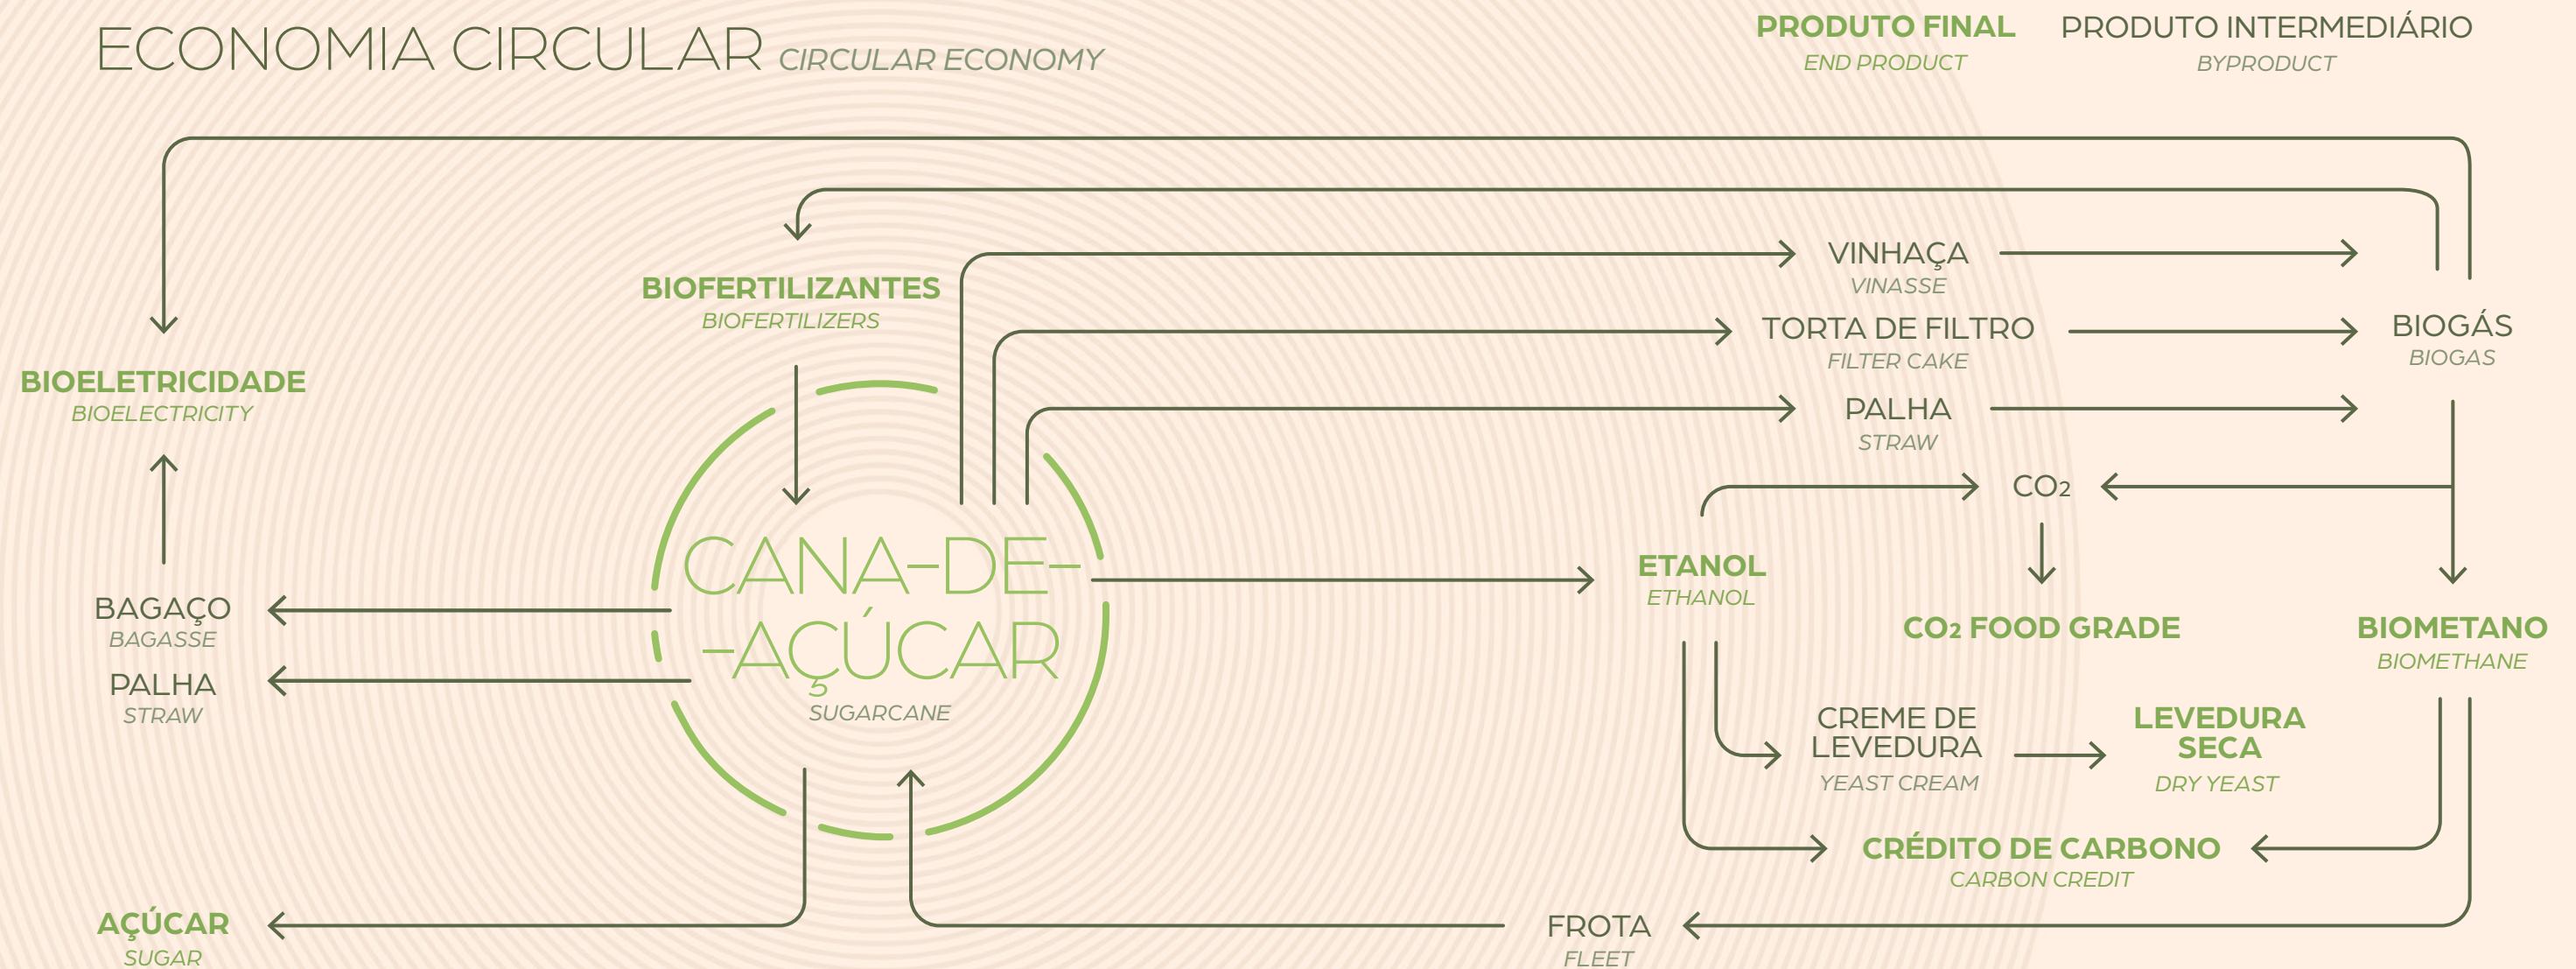 ECONOMIA CIRCULAR CIRCULAR ECONOMY
PRODUTO FINAL
END PRODUCT
PRODUTO INTERMEDIÁRIO
BYPRODUCT
BIOELETRICIDADE
BIOELECTRICITY
BIOFERTILIZANTES
BIOFERTILIZERS
VINHAÇA
VINASSE
TORTA DE FILTRO
FILTER CAKE
PALHA
STRAW
BIOGÁS
BIOGAS
CO₂
BAGAÇO
BAGASSE
PALHA
STRAW
CANA-DE-
-AÇÚCAR
SUGARCANE
ETANOL
ETHANOL
CO₂ FOOD GRADE
BIOMETANO
BIOMETHANE
CREME DE
LEVEDURA
YEAST CREAM
LEVEDURA
SECA
DRY YEAST
CRÉDITO DE CARBONO
CARBON CREDIT
AÇÚCAR
SUGAR
FROTA
FLEET